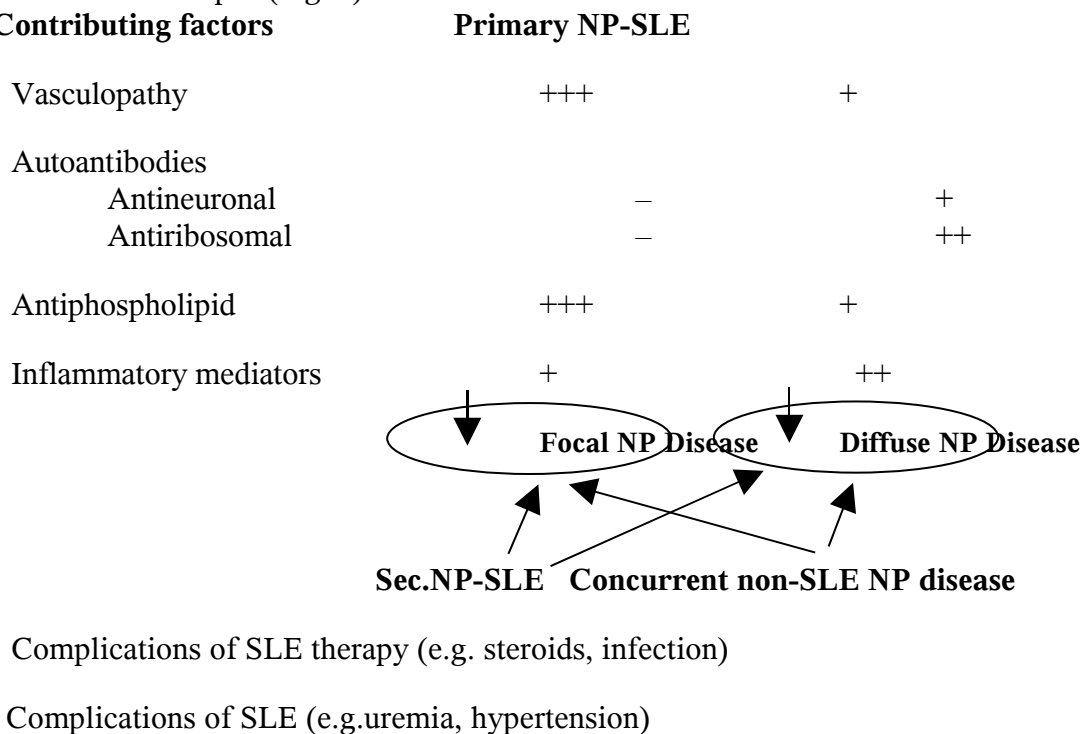 Contributing factors Primary NP-SLE
Vasculopathy +++ +
Autoantibodies
Antineuronal – +
Antiribosomal – ++
Antiphospholipid +++ +
Inflammatory mediators + ++
Focal NP Disease Diffuse NP Disease
Sec.NP-SLE Concurrent non-SLE NP disease
Complications of SLE therapy (e.g. steroids, infection)
Complications of SLE (e.g.uremia, hypertension)